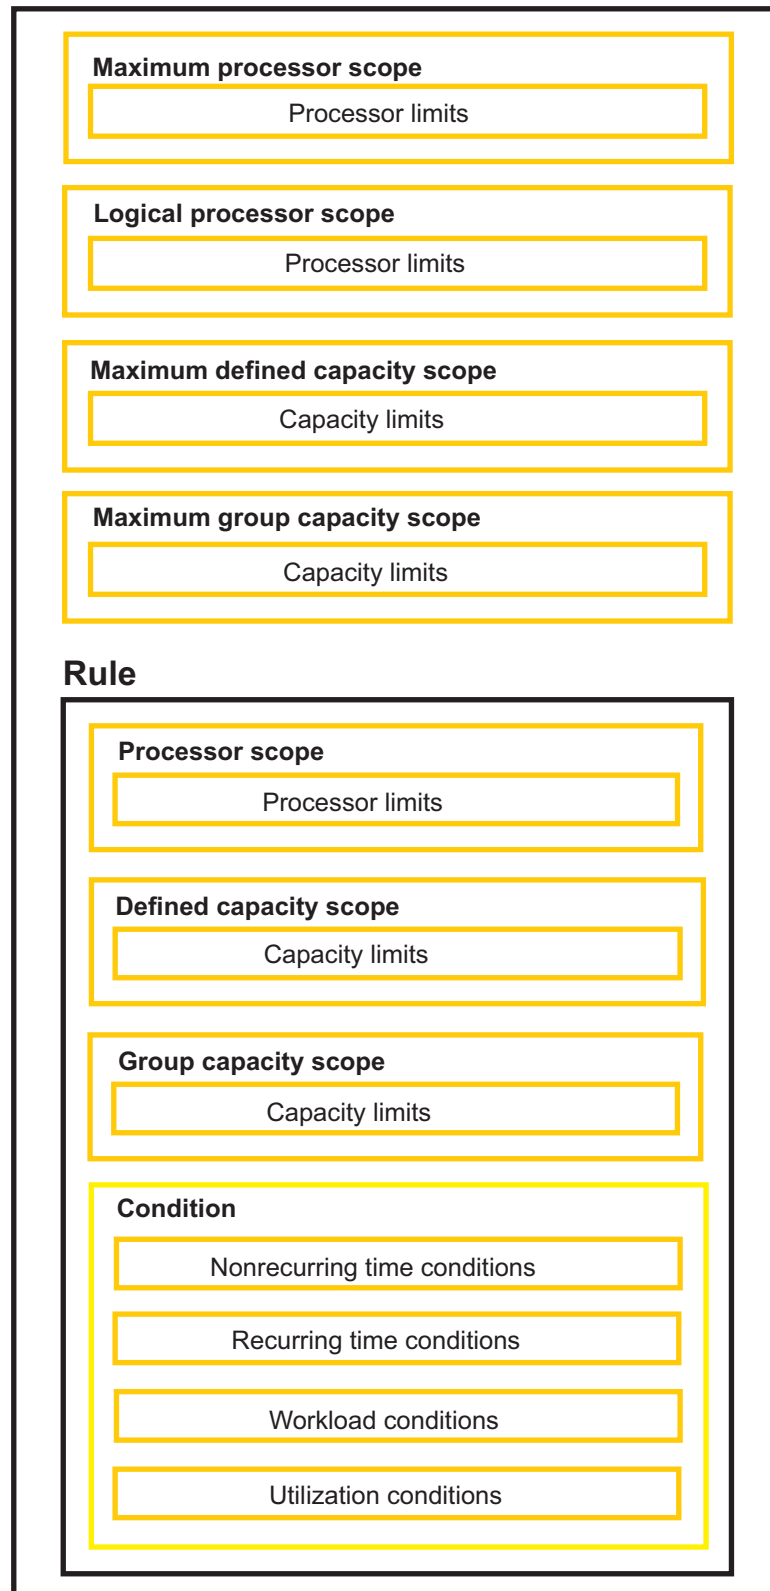 Maximum processor scope
Processor limits
Logical processor scope
Processor limits
Maximum defined capacity scope
Capacity limits
Maximum group capacity scope
Capacity limits
Rule
Processor scope
Processor limits
Defined capacity scope
Capacity limits
Group capacity scope
Capacity limits
Condition
Nonrecurring time conditions
Recurring time conditions
Workload conditions
Utilization conditions